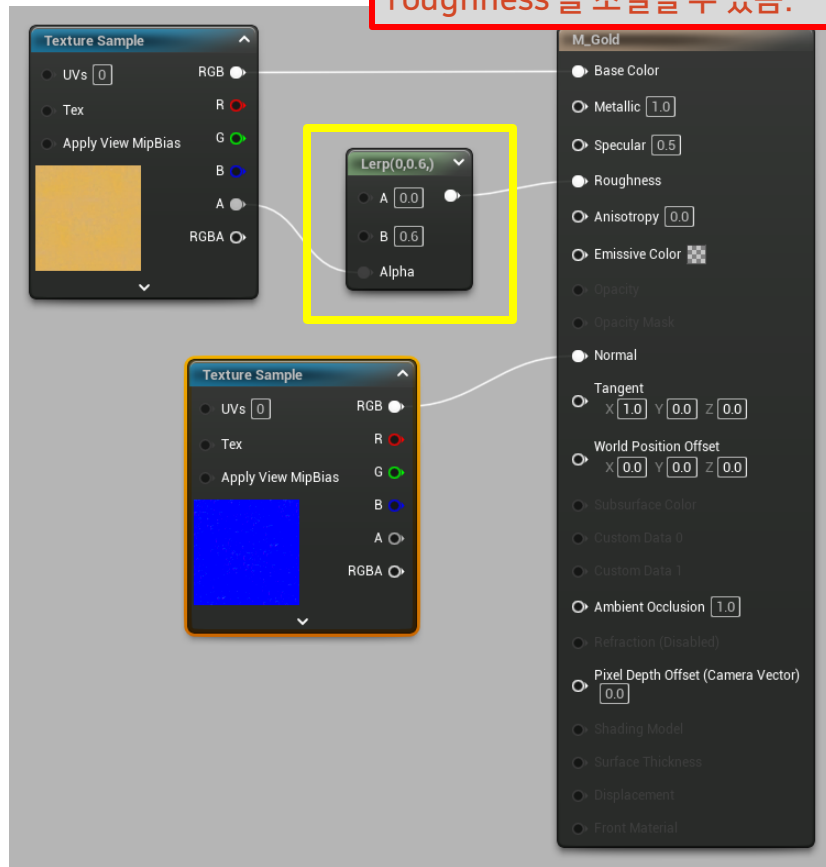 roughness 를 조절할 수 있음.
Texture Sample
UVs 0
RGB
Tex
R
Apply View MipBias
G
B
A
RGBA
Lerp(0,0.6,)
A 0.0
B 0.6
Alpha
Texture Sample
UVs 0
RGB
Tex
R
Apply View MipBias
G
B
A
RGBA
M_Gold
Base Color
Metallic 1.0
Specular 0.5
Roughness
Anisotropy 0.0
Emissive Color
Opacity
Opacity Mask
Normal
Tangent
X 1.0 Y 0.0 Z 0.0
World Position Offset
X 0.0 Y 0.0 Z 0.0
Subsurface Color
Custom Data 0
Custom Data 1
Ambient Occlusion 1.0
Refraction (Disabled)
Pixel Depth Offset (Camera Vector)
0.0
Shading Model
Surface Thickness
Displacement
Front Material